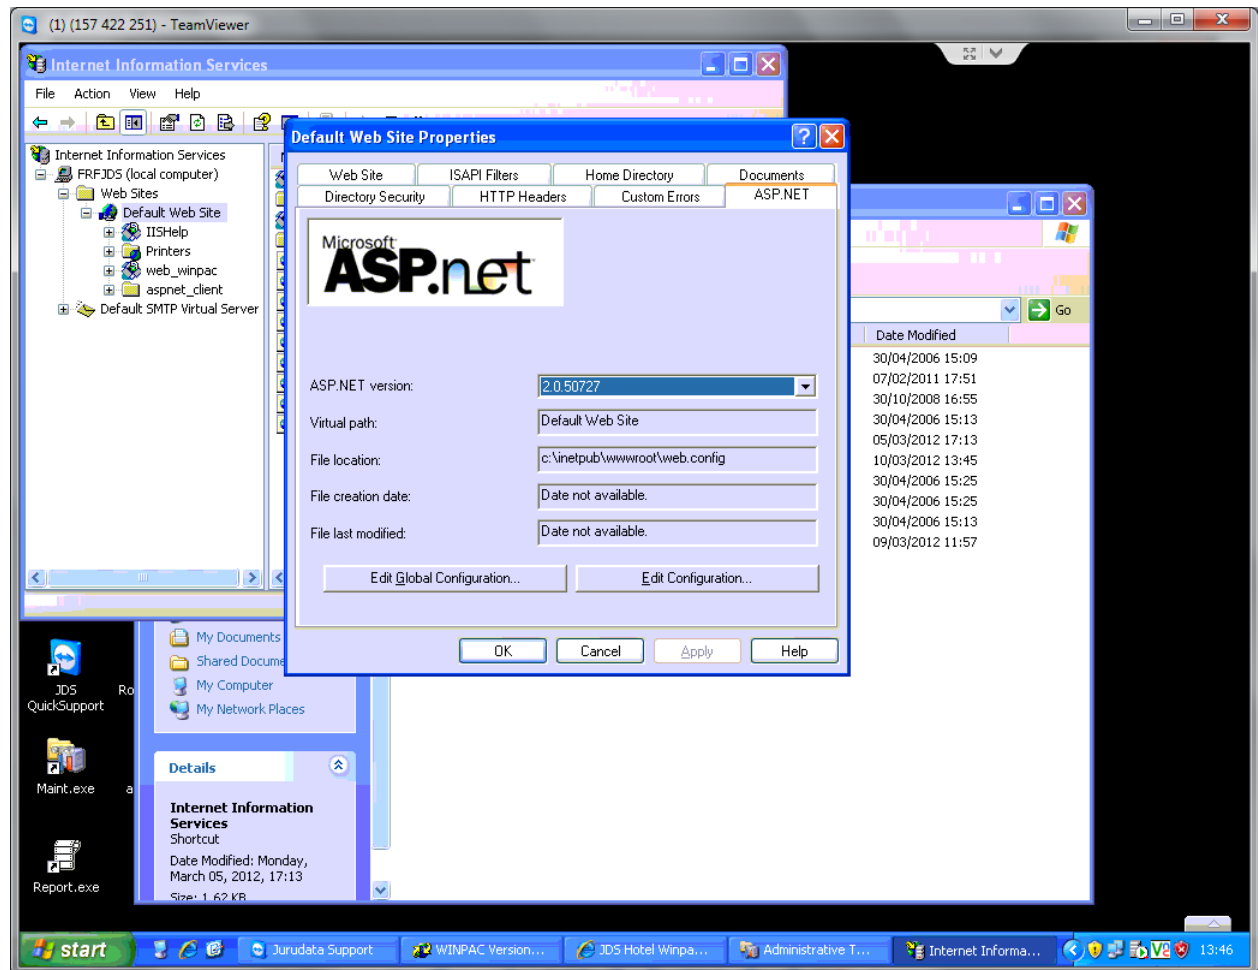 (1) (157 422 251) - TeamViewer
Internet Information Services
File Action View Help
Internet Information Services
FRFJDS (local computer)
Web Sites
Default Web Site
IISHelp
Printers
web_winpac
aspnet_client
Default SMTP Virtual Server
Default Web Site Properties
Web Site ISAPI Filters Home Directory Documents
Directory Security HTTP Headers Custom Errors ASP.NET
Microsoft
ASP.net
ASP.NET version: 2.0.50727
Virtual path: Default Web Site
File location: c:\inetpub\wwwroot\web.config
File creation date: Date not available.
File last modified: Date not available.
Edit Global Configuration... Edit Configuration...
OK Cancel Apply Help
Go
Date Modified
30/04/2006 15:09
07/02/2011 17:51
30/10/2008 16:55
30/04/2006 15:13
05/03/2012 17:13
10/03/2012 13:45
30/04/2006 15:25
30/04/2006 15:25
30/04/2006 15:13
09/03/2012 11:57
My Documents
Shared Docume
My Computer
My Network Places
Details
Internet Information
Services
Shortcut
Date Modified: Monday,
March 05, 2012, 17:13
Size: 1.62 KB
JDS
QuickSupport
Ro
Maint.exe
a
Report.exe
start Jurudata Support WINPAC Version... JDS Hotel Winpa... Administrative T... Internet Informa... 13:46